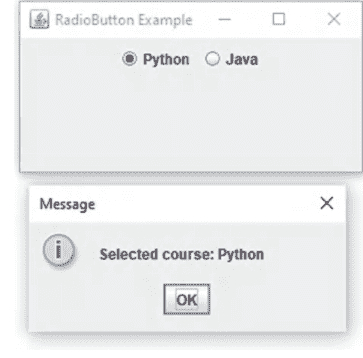 RadioButton Example
Python Java
Message
Selected course: Python
OK